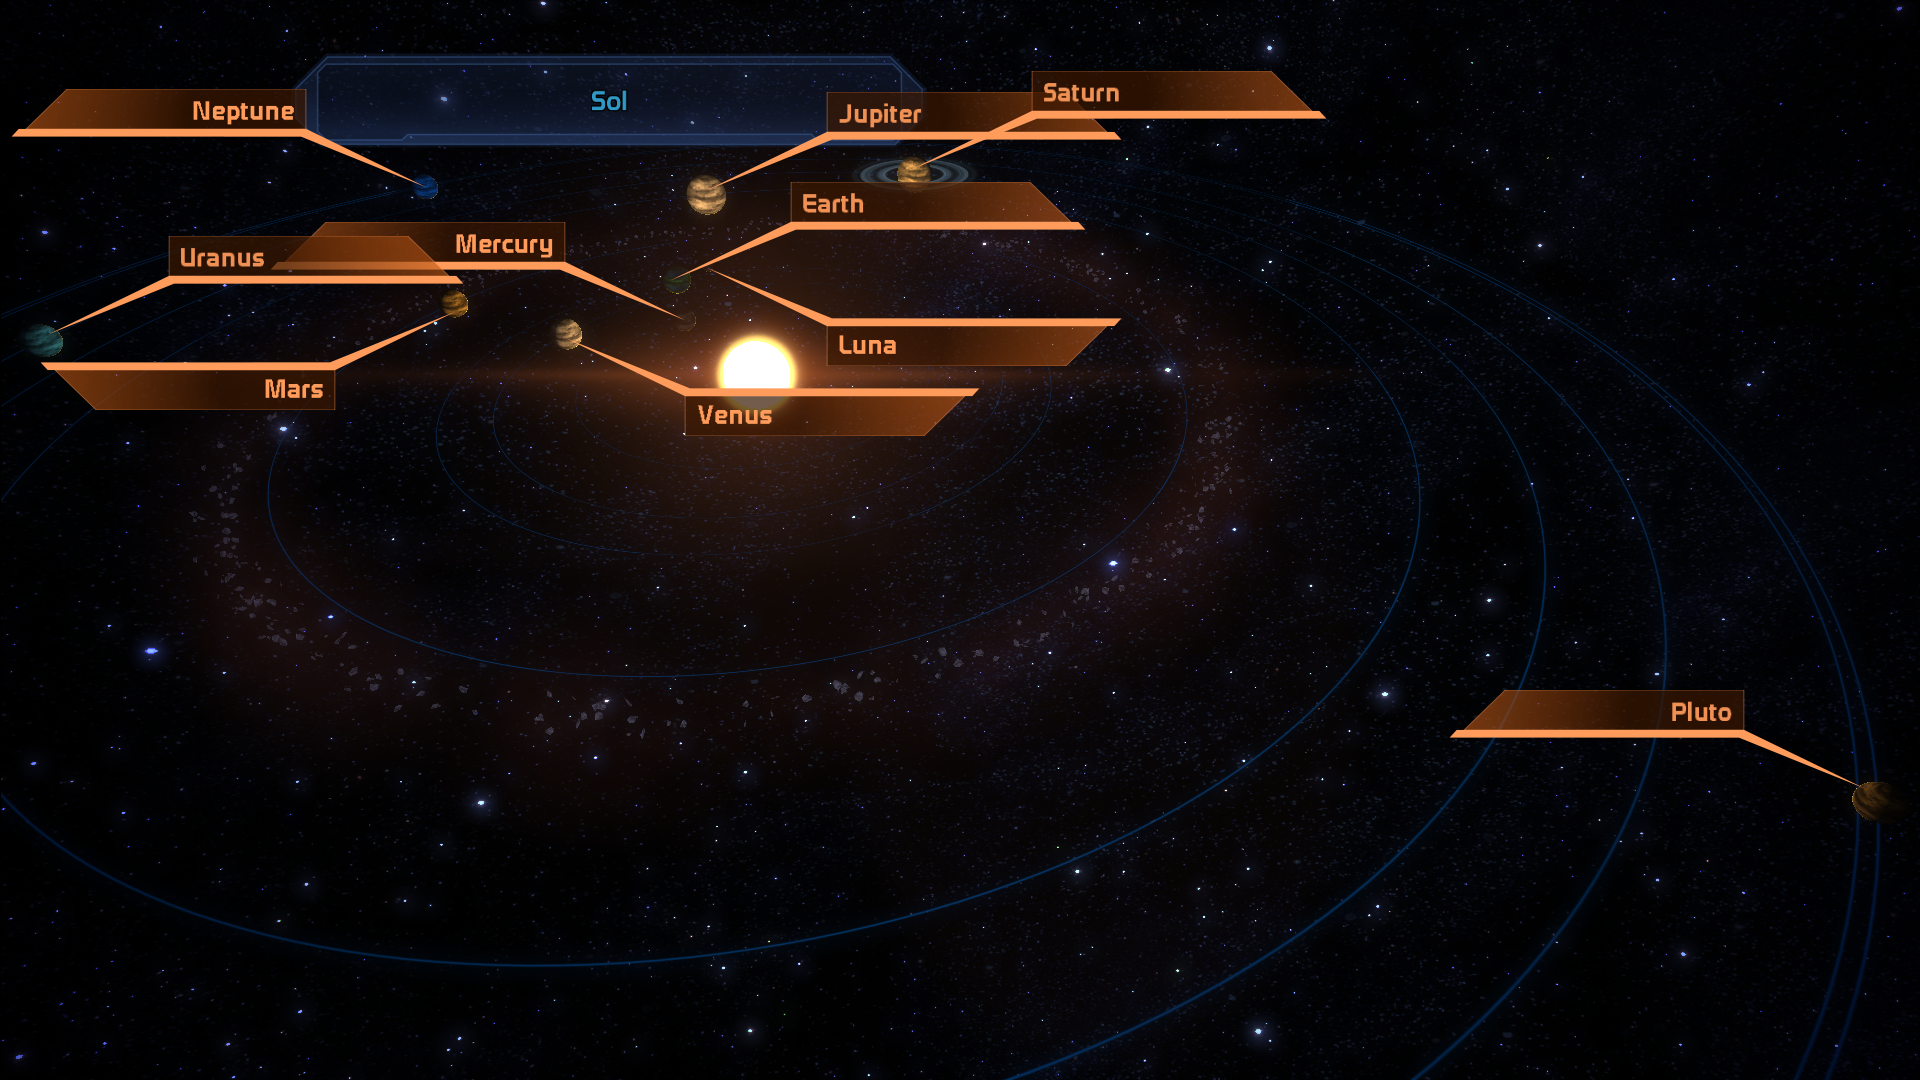 Sol
Neptune
Jupiter
Saturn
Earth
Uranus
Mercury
Luna
Mars
Venus
Pluto